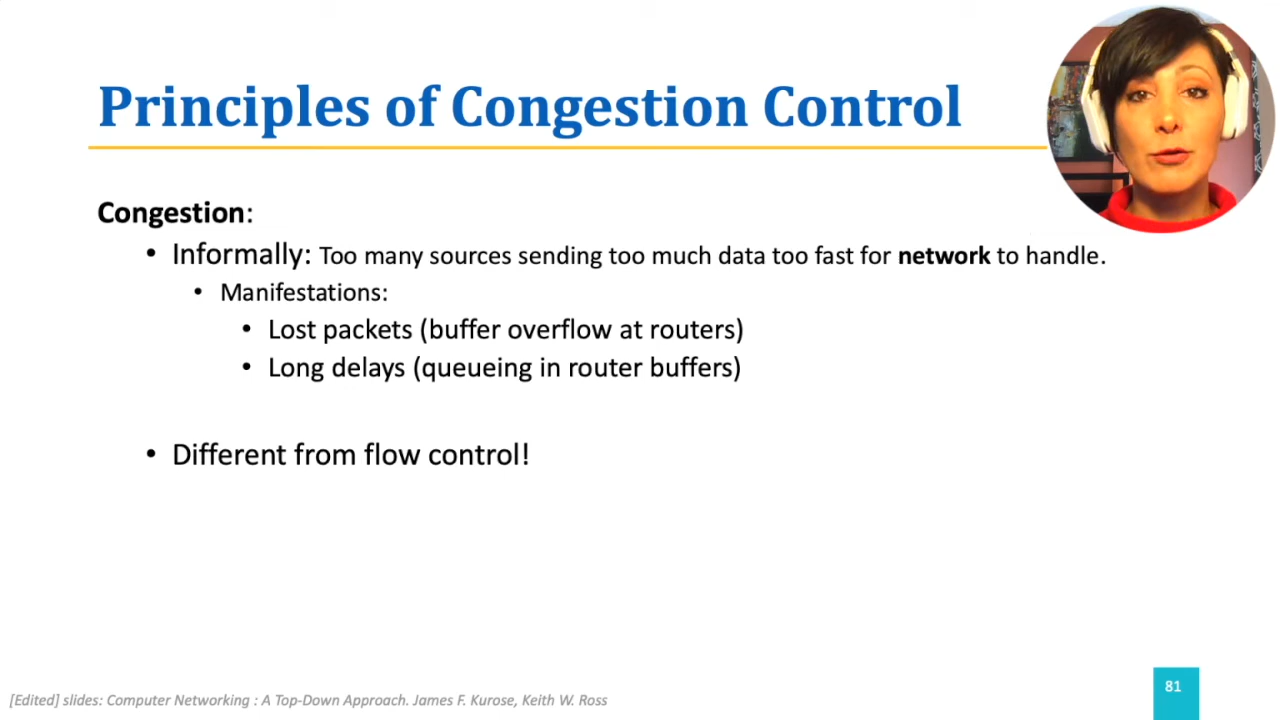 Principles of Congestion Control
Congestion:
• Informally: Too many sources sending too much data too fast for network to handle.
• Manifestations:
• Lost packets (buffer overflow at routers)
• Long delays (queueing in router buffers)
• Different from flow control!
[Edited] slides: Computer Networking : A Top-Down Approach. James F. Kurose, Keith W. Ross
81